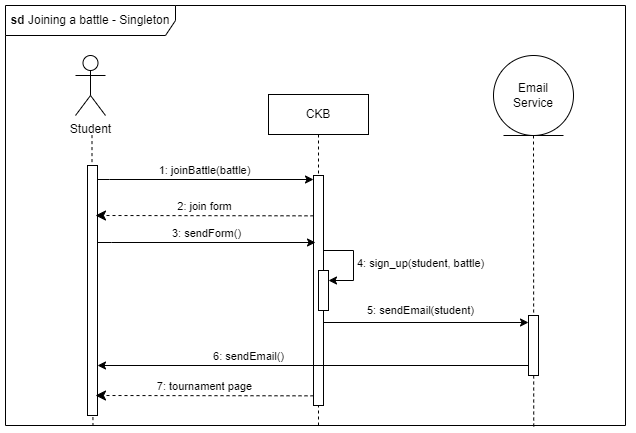 sd Joining a battle - Singleton
Student
CKB
Email
Service
1: joinBattle(battle)
2: join form
3: sendForm()
4: sign_up(student, battle)
5: sendEmail(student)
6: sendEmail()
7: tournament page